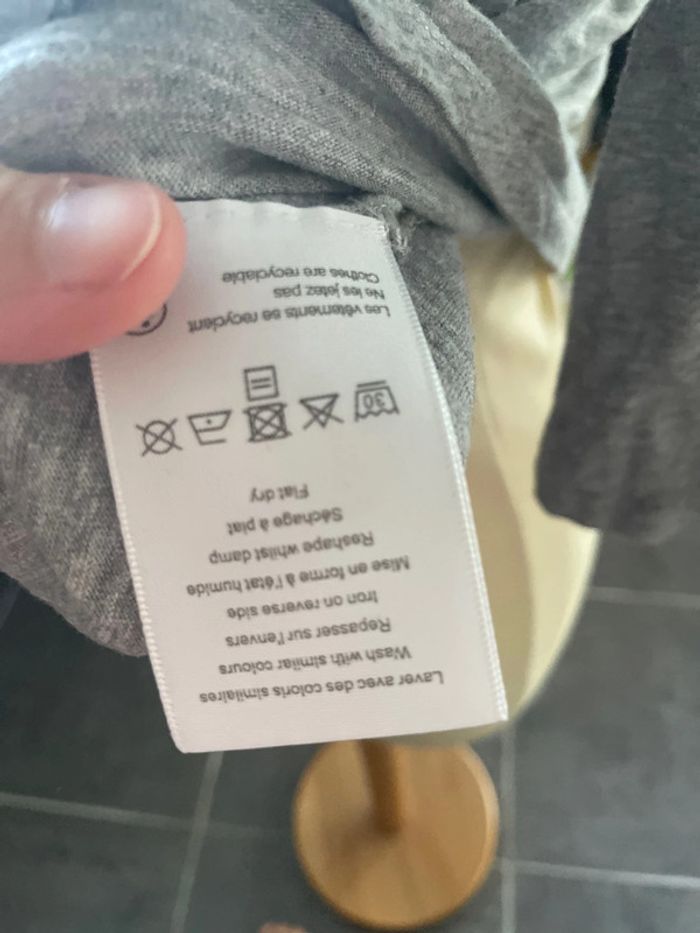 Laver avec des coloris similaires
Wash with similar colours
Repasser sur l'envers
Iron on reverse side
Mise en forme à l'état humide
Reshape whilst damp
Séchage à plat
Flat dry
30
Les vêtements se recyclent
Ne les jetez pas
Clothes are recyclable